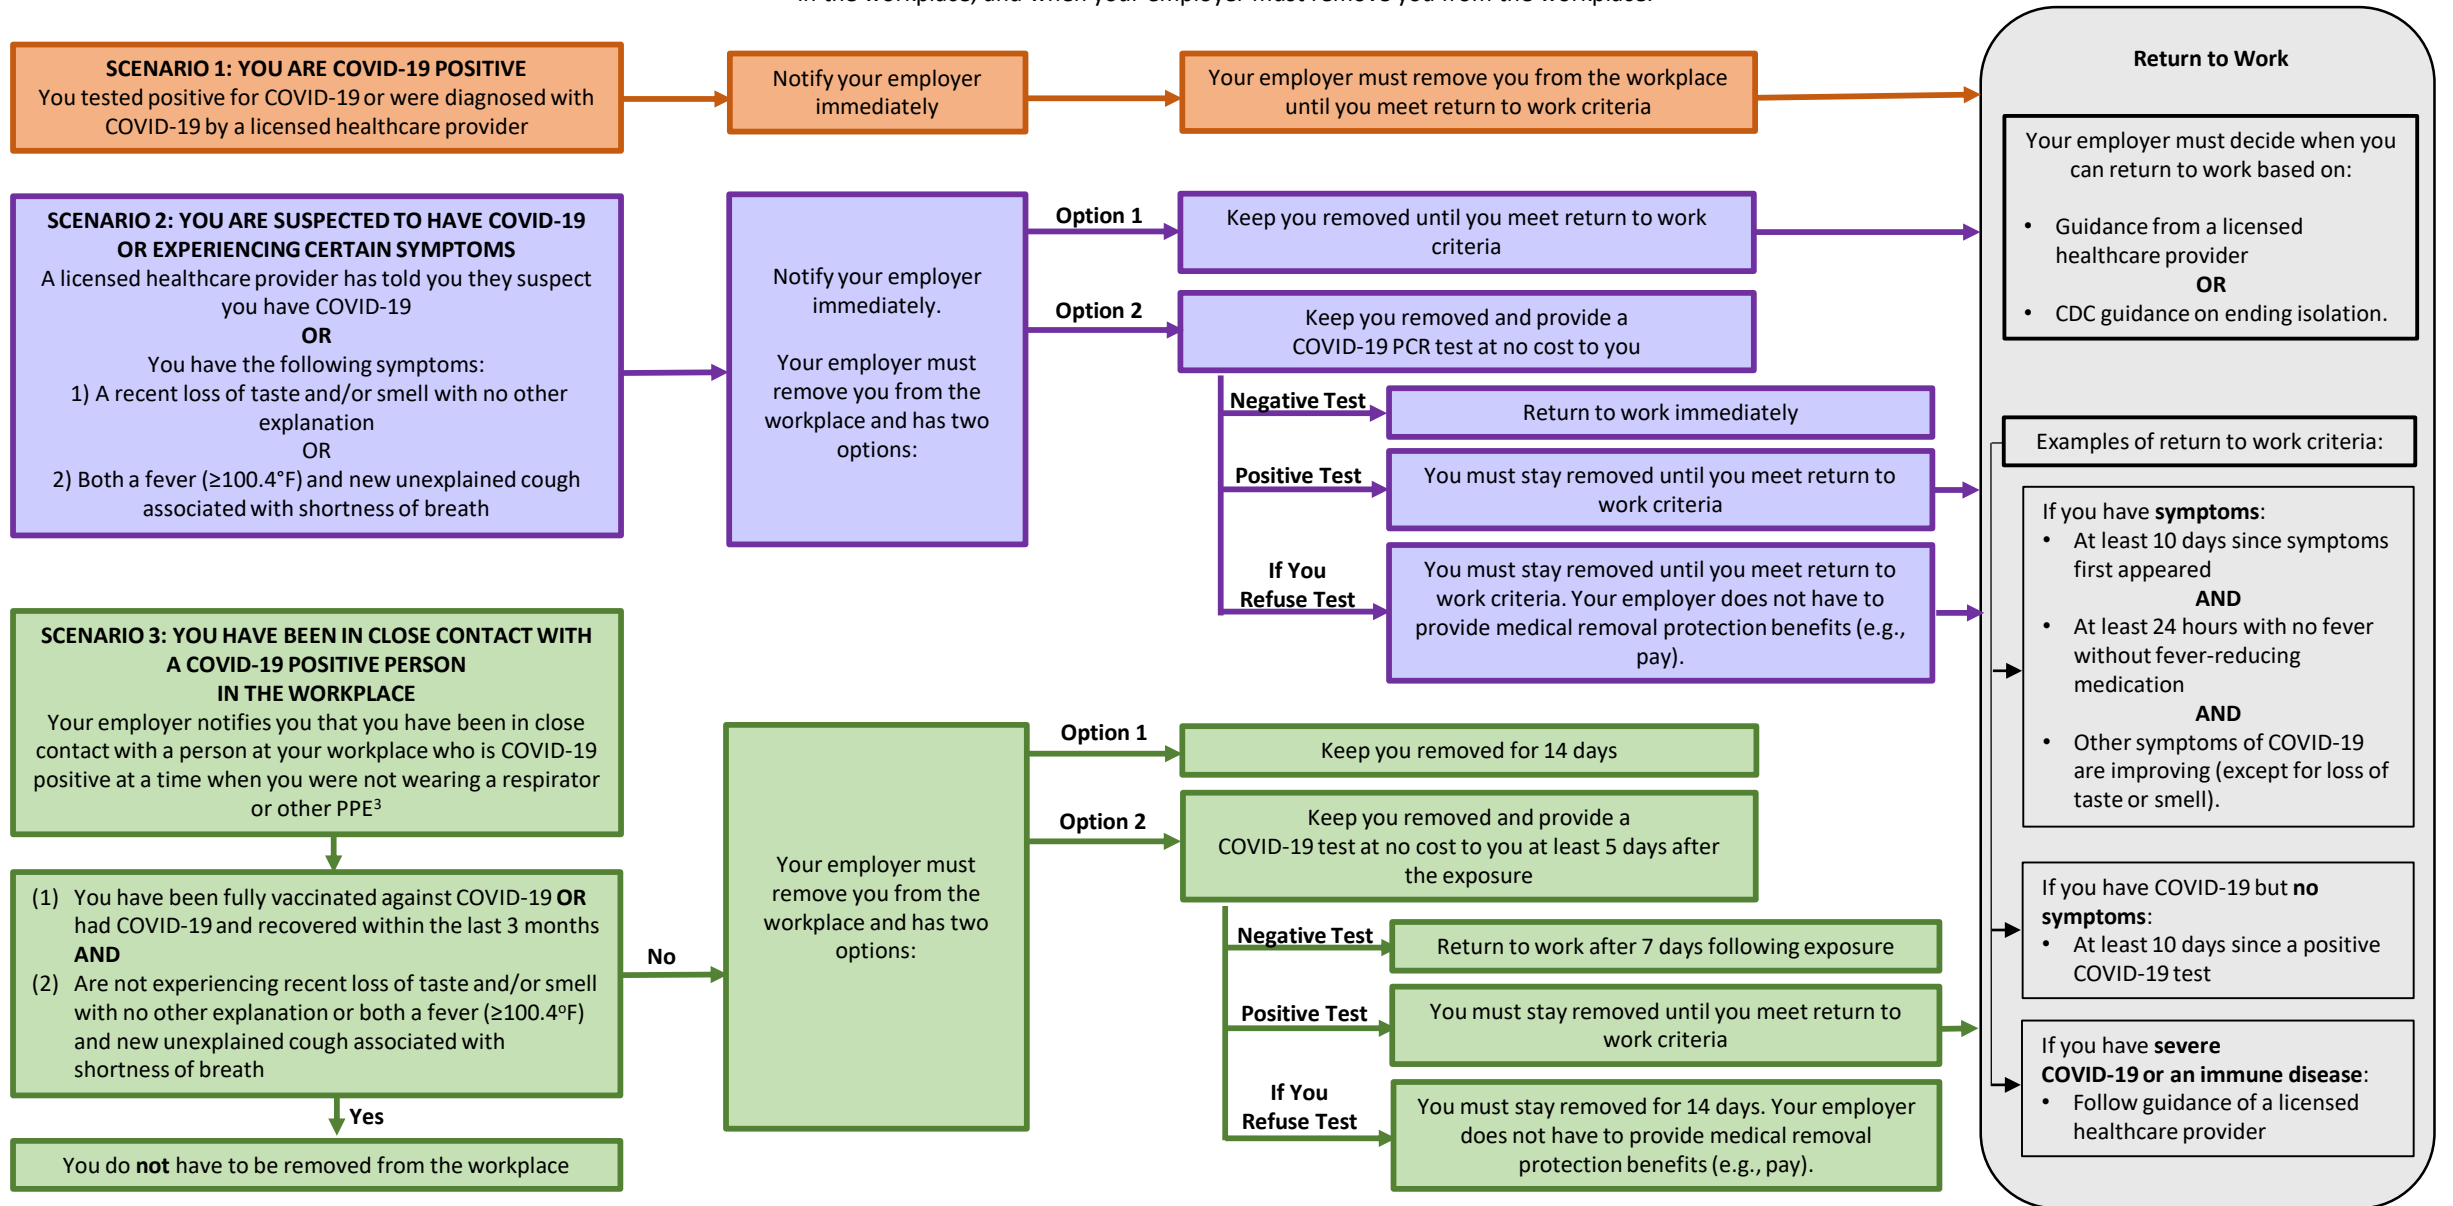 in the workplace, and when your employer must remove you from the workplace.
SCENARIO 1: YOU ARE COVID-19 POSITIVE
You tested positive for COVID-19 or were diagnosed with
COVID-19 by a licensed healthcare provider
Notify your employer
immediately
Your employer must remove you from the workplace
until you meet return to work criteria
SCENARIO 2: YOU ARE SUSPECTED TO HAVE COVID-19
OR EXPERIENCING CERTAIN SYMPTOMS
A licensed healthcare provider has told you they suspect
you have COVID-19
OR
You have the following symptoms:
1) A recent loss of taste and/or smell with no other
explanation
OR
2) Both a fever (≥100.4°F) and new unexplained cough
associated with shortness of breath
Notify your employer
immediately.
Your employer must
remove you from the
workplace and has two
options:
Option 1
Keep you removed until you meet return to work
criteria
Option 2
Keep you removed and provide a
COVID-19 PCR test at no cost to you
Negative Test
Return to work immediately
Positive Test
You must stay removed until you meet return to
work criteria
If You
Refuse Test
You must stay removed until you meet return to
work criteria. Your employer does not have to
provide medical removal protection benefits (e.g.,
pay).
SCENARIO 3: YOU HAVE BEEN IN CLOSE CONTACT WITH
A COVID-19 POSITIVE PERSON
IN THE WORKPLACE
Your employer notifies you that you have been in close
contact with a person at your workplace who is COVID-19
positive at a time when you were not wearing a respirator
or other PPE³
(1) You have been fully vaccinated against COVID-19 OR
had COVID-19 and recovered within the last 3 months
AND
(2) Are not experiencing recent loss of taste and/or smell
with no other explanation or both a fever (≥100.4ºF)
and new unexplained cough associated with
shortness of breath
Yes
You do not have to be removed from the workplace
No
Your employer must
remove you from the
workplace and has two
options:
Option 1
Keep you removed for 14 days
Option 2
Keep you removed and provide a
COVID-19 test at no cost to you at least 5 days after
the exposure
Negative Test
Return to work after 7 days following exposure
Positive Test
You must stay removed until you meet return to
work criteria
If You
Refuse Test
You must stay removed for 14 days. Your employer
does not have to provide medical removal
protection benefits (e.g., pay).
Return to Work
Your employer must decide when you
can return to work based on:
• Guidance from a licensed
healthcare provider
OR
• CDC guidance on ending isolation.
Examples of return to work criteria:
If you have symptoms:
• At least 10 days since symptoms
first appeared
AND
• At least 24 hours with no fever
without fever-reducing
medication
AND
• Other symptoms of COVID-19
are improving (except for loss of
taste or smell).
If you have COVID-19 but no
symptoms:
• At least 10 days since a positive
COVID-19 test
If you have severe
COVID-19 or an immune disease:
• Follow guidance of a licensed
healthcare provider